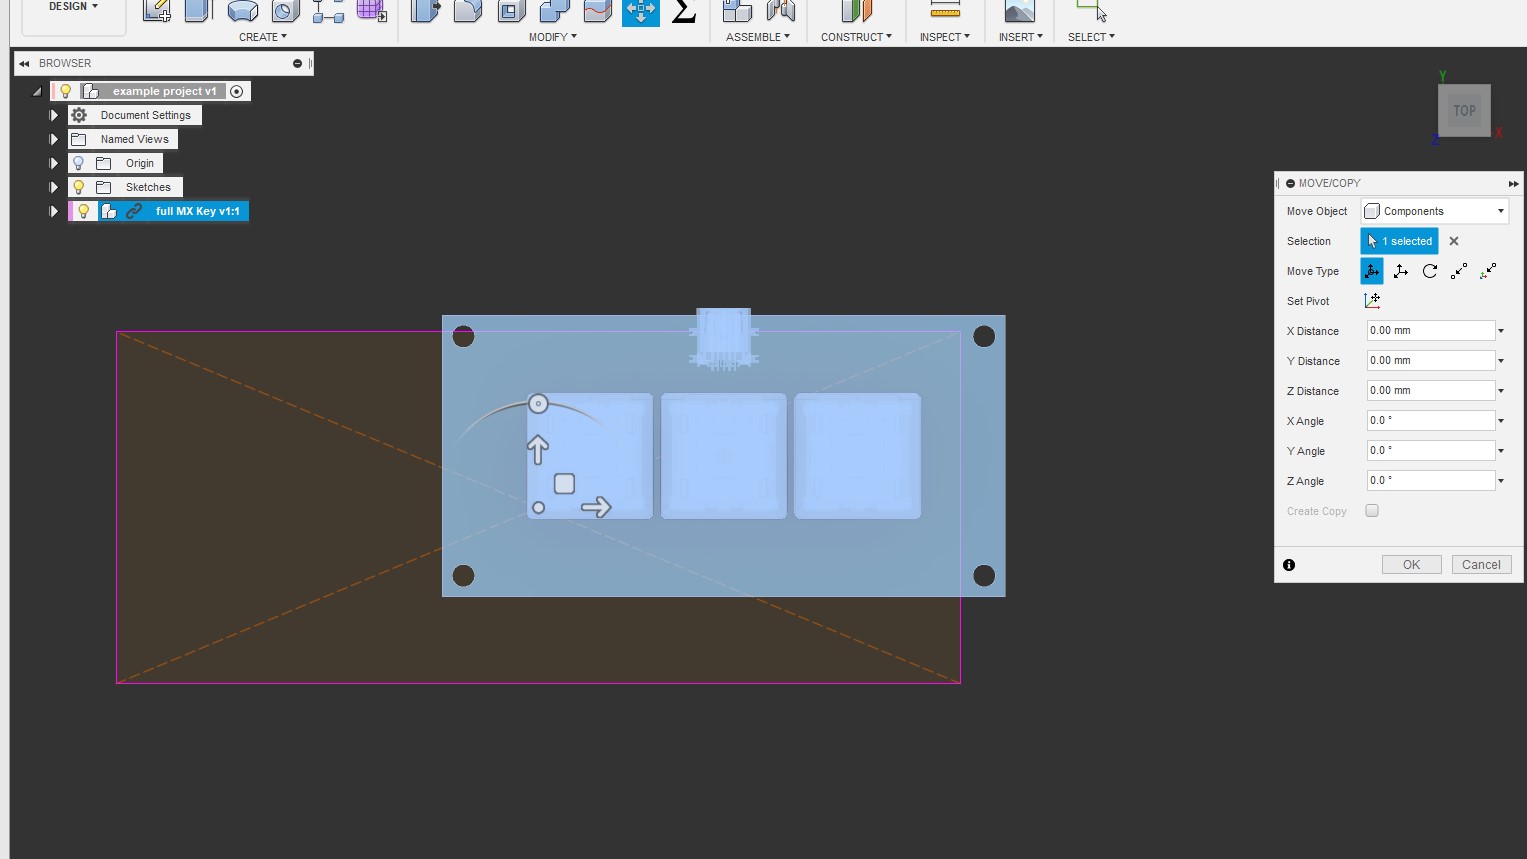 DESIGN
CREATE
MODIFY
ASSEMBLE
CONSTRUCT
INSPECT
INSERT
SELECT
BROWSER
example project v1
Document Settings
Named Views
Origin
Sketches
full MX Key v1:1
Y
TOP
X
Z
MOVE/COPY
Move Object Components
Selection 1 selected
Move Type
Set Pivot
X Distance 0.00 mm
Y Distance 0.00 mm
Z Distance 0.00 mm
X Angle 0.0 °
Y Angle 0.0 °
Z Angle 0.0 °
Create Copy
OK Cancel